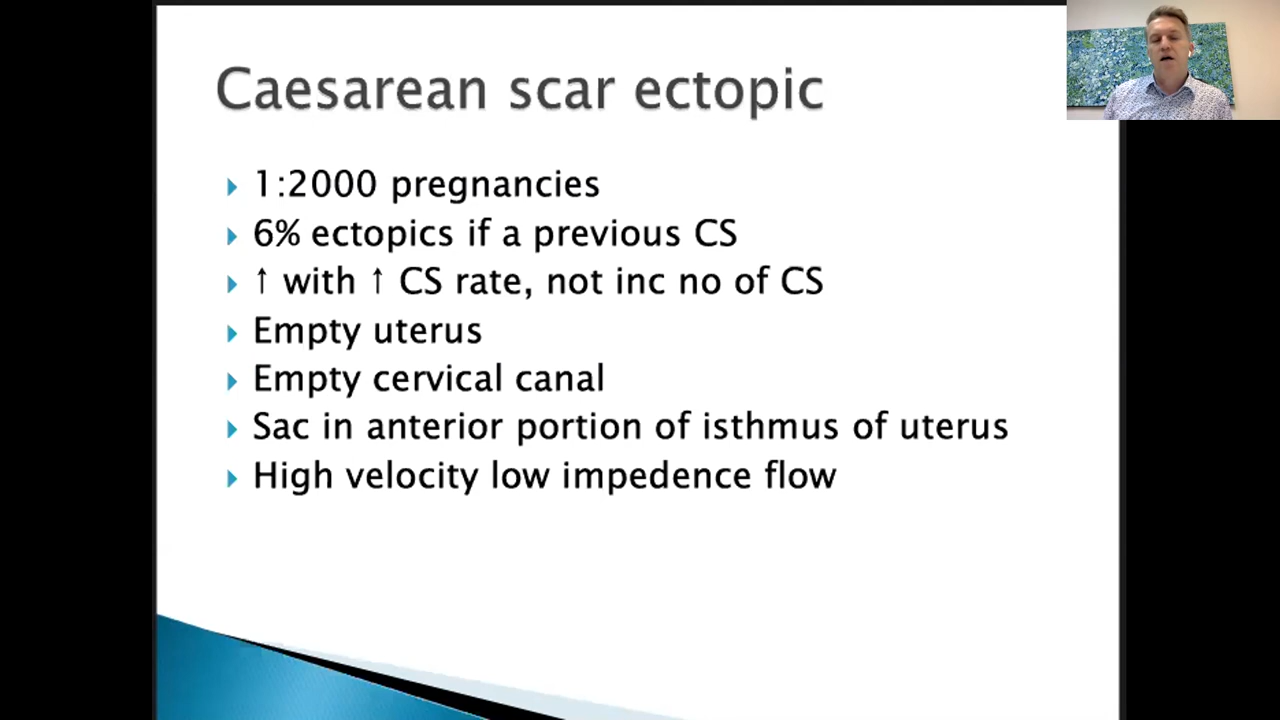 Caesarean scar ectopic
1:2000 pregnancies
6% ectopics if a previous CS
↑ with ↑ CS rate, not inc no of CS
Empty uterus
Empty cervical canal
Sac in anterior portion of isthmus of uterus
High velocity low impedence flow